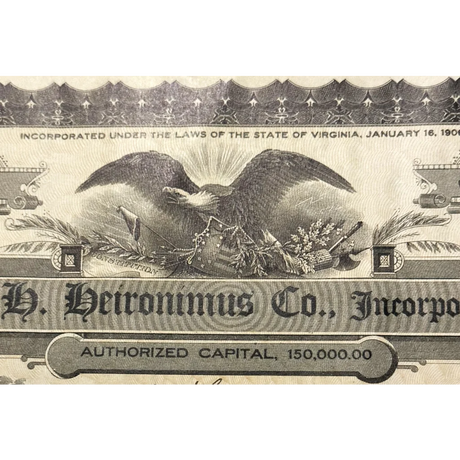 INCORPORATED UNDER THE LAWS OF THE STATE OF VIRGINIA, JANUARY 16, 190
H. Heironimus Co., Incorpo
AUTHORIZED CAPITAL, 150,000.00